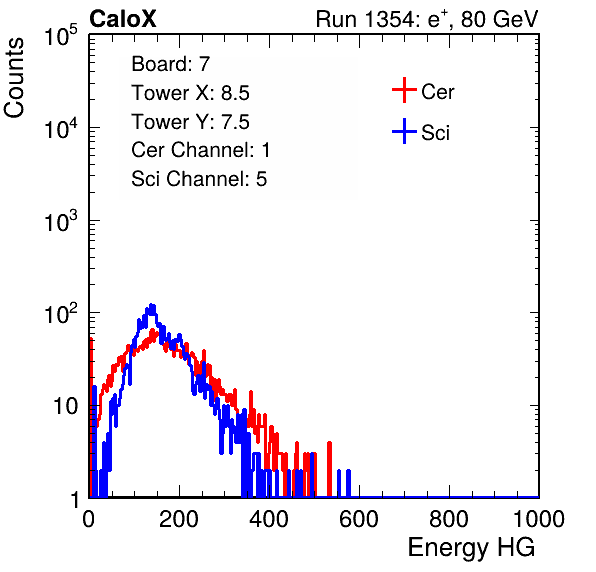 CaloX Run 1354: e⁺, 80 GeV
Counts
10⁵
10⁴
10³
10²
10
1
Board: 7
Tower X: 8.5
Tower Y: 7.5
Cer Channel: 1
Sci Channel: 5
Cer
Sci
0 200 400 600 800 1000
Energy HG